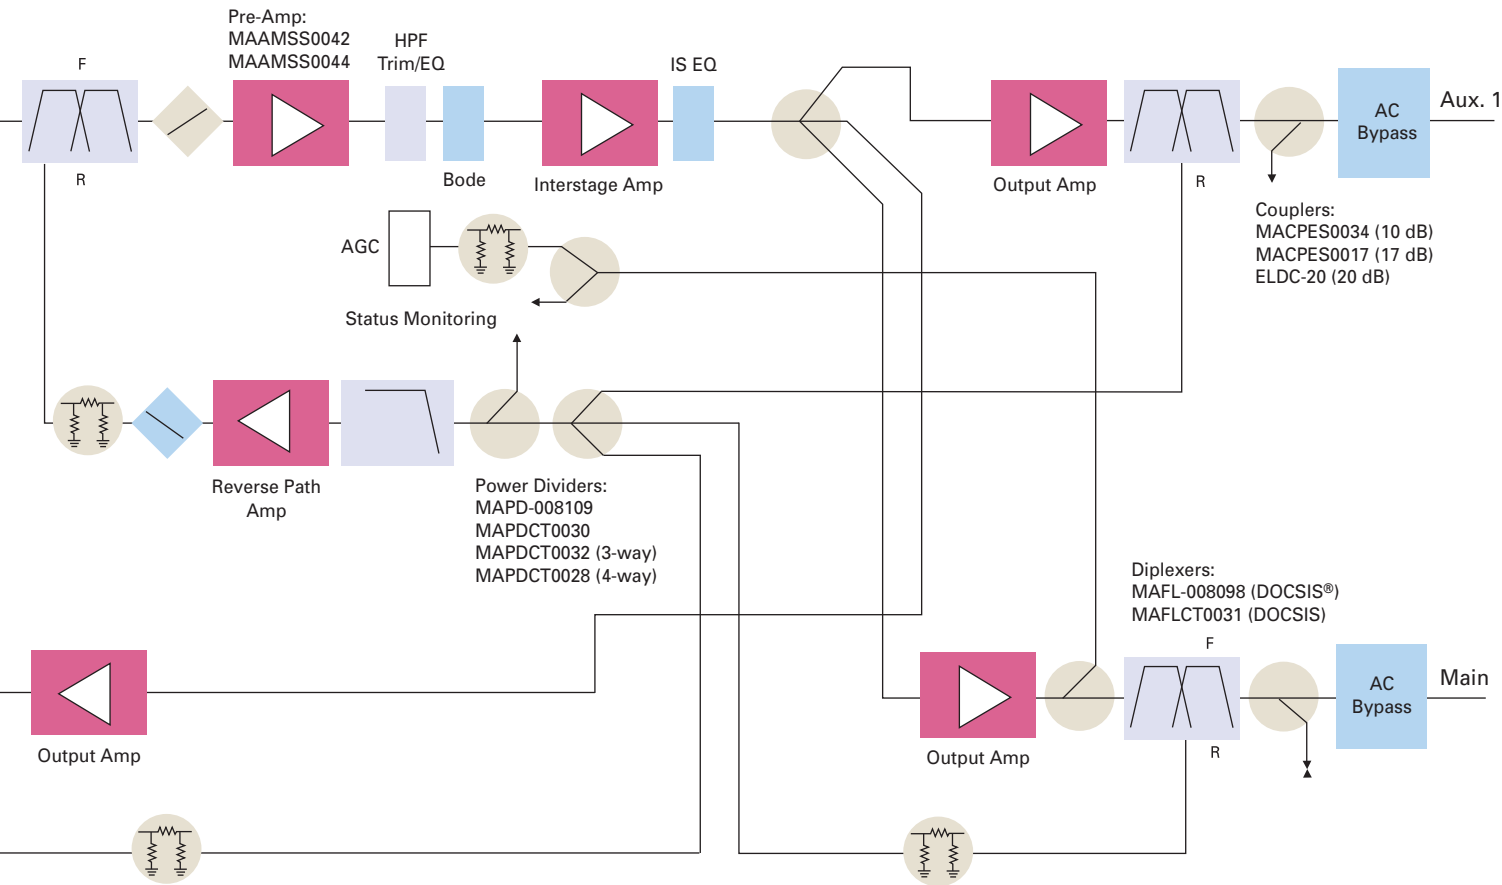 Pre-Amp:
MAAMSS0042
MAAMSS0044
HPF
Trim/EQ
F
IS EQ
R
Bode
Interstage Amp
Output Amp
R
AC
Bypass
Aux. 1
Couplers:
MACPES0034 (10 dB)
MACPES0017 (17 dB)
ELDC-20 (20 dB)
AGC
Status Monitoring
Reverse Path
Amp
Power Dividers:
MAPD-008109
MAPDCT0030
MAPDCT0032 (3-way)
MAPDCT0028 (4-way)
Diplexers:
MAFL-008098 (DOCSIS®)
MAFLCT0031 (DOCSIS)
F
R
AC
Bypass
Main
Output Amp
Output Amp